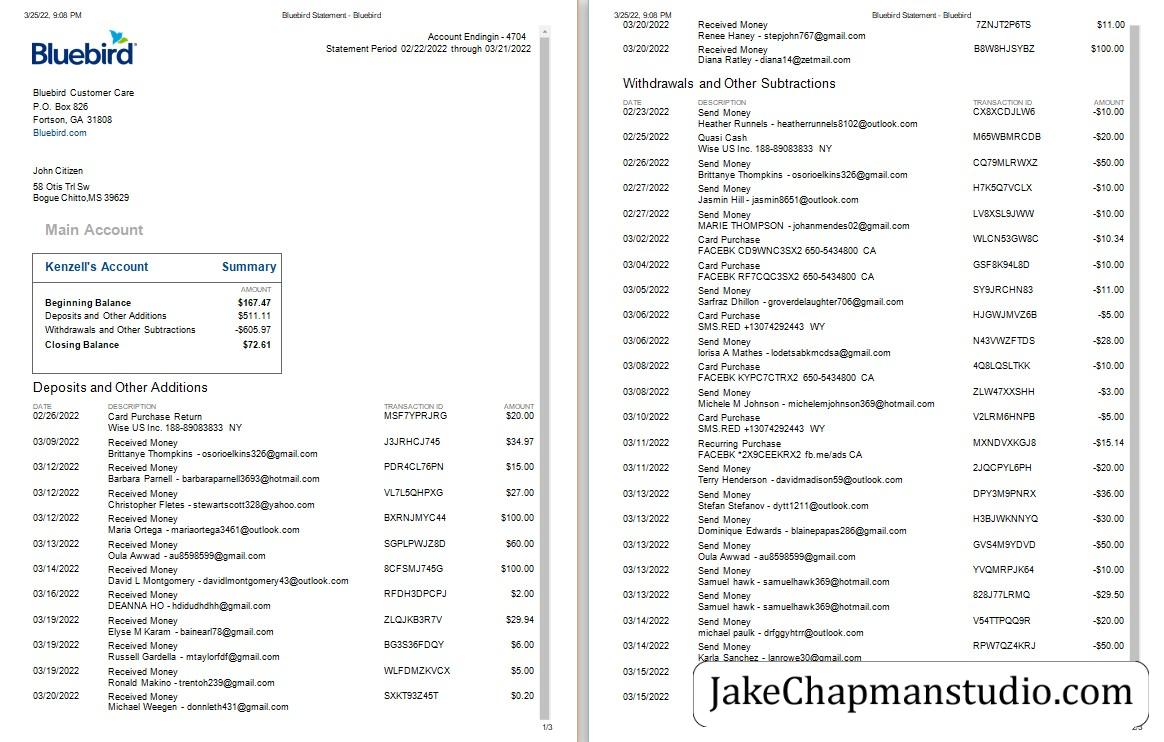 3/25/22, 9:08 PM Bluebird Statement - Bluebird
Bluebird
Account Endingin - 4704
Statement Period 02/22/2022 through 03/21/2022
Bluebird Customer Care
P.O. Box 826
Fortson, GA 31808
Bluebird.com
John Citizen
58 Otis Trl Sw
Bogue Chitto,MS 39629
Main Account
Kenzell's Account Summary
AMOUNT
Beginning Balance $167.47
Deposits and Other Additions $511.11
Withdrawals and Other Subtractions -$605.97
Closing Balance $72.61
Deposits and Other Additions
DATE DESCRIPTION TRANSACTION ID AMOUNT
02/26/2022 Card Purchase Return MSF7YPRJRG $20.00
Wise US Inc. 188-89083833 NY
03/09/2022 Received Money J3JRHCJ745 $34.97
Brittanye Thompkins - osorioelkins326@gmail.com
03/12/2022 Received Money PDR4CL76PN $15.00
Barbara Parnell - barbaraparnell3693@hotmail.com
03/12/2022 Received Money VL7L5QHPXG $27.00
Christopher Fletes - stewartscott328@yahoo.com
03/12/2022 Received Money BXRNJMYC44 $100.00
Maria Ortega - mariaortega3461@outlook.com
03/13/2022 Received Money SGPLPWJZ8D $60.00
Oula Awwad - au8598599@gmail.com
03/14/2022 Received Money 8CFSMJ745G $100.00
David L Montgomery - davidlmontgomery43@outlook.com
03/16/2022 Received Money RFDH3DPCPJ $2.00
DEANNA HO - hdidudhdhh@gmail.com
03/19/2022 Received Money ZLQJKB3R7V $29.94
Elyse M Karam - bainearl78@gmail.com
03/19/2022 Received Money BG3S36FDQY $6.00
Russell Gardella - mtaylorfdf@gmail.com
03/19/2022 Received Money WLFDMZKVCX $5.00
Ronald Makino - trentoh239@gmail.com
03/20/2022 Received Money SXKT93Z45T $0.20
Michael Weegen - donnleth431@gmail.com
1/3
3/25/22, 9:08 PM Bluebird Statement - Bluebird
03/20/2022 Received Money 7ZNJT2P6TS $11.00
Renee Haney - stepjohn767@gmail.com
03/20/2022 Received Money B8W8HJSYBZ $100.00
Diana Ratley - diana14@zetmail.com
Withdrawals and Other Subtractions
DATE DESCRIPTION TRANSACTION ID AMOUNT
02/23/2022 Send Money CX8XCDJLW6 -$10.00
Heather Runnels - heatherrunnels8102@outlook.com
02/25/2022 Quasi Cash M65WBMRCDB -$20.00
Wise US Inc. 188-89083833 NY
02/26/2022 Send Money CQ79MLRWXZ -$50.00
Brittanye Thompkins - osorioelkins326@gmail.com
02/27/2022 Send Money H7K5Q7VCLX -$10.00
Jasmin Hill - jasmin8651@outlook.com
02/27/2022 Send Money LV8XSL9JWW -$10.00
MARIE THOMPSON - johanmendes02@gmail.com
03/02/2022 Card Purchase WLCN53GW8C -$10.34
FACEBK CD9WNC3SX2 650-5434800 CA
03/04/2022 Card Purchase GSF8K94L8D -$10.00
FACEBK RF7CQC3SX2 650-5434800 CA
03/05/2022 Send Money SY9JRCHN83 -$11.00
Sarfraz Dhillon - groverdelaughter706@gmail.com
03/06/2022 Card Purchase HJGWJMVZ6B -$5.00
SMS.RED +13074292443 WY
03/06/2022 Send Money N43VWZFTDS -$28.00
lorisa A Mathes - lodetsabkmcdsa@gmail.com
03/08/2022 Card Purchase 4Q8LQSLTKK -$10.00
FACEBK KYPC7CTRX2 650-5434800 CA
03/08/2022 Send Money ZLW47XXSHH -$3.00
Michele M Johnson - michelemjohnson369@hotmail.com
03/10/2022 Card Purchase V2LRM6HNPB -$5.00
SMS.RED +13074292443 WY
03/11/2022 Recurring Purchase MXNDVXKGJ8 -$15.14
FACEBK *2X9CEEKRX2 fb.me/ads CA
03/11/2022 Send Money 2JQCPYL6PH -$20.00
Terry Henderson - davidmadison59@outlook.com
03/13/2022 Send Money DPY3M9PNRX -$36.00
Stefan Stefanov - dytt1211@outlook.com
03/13/2022 Send Money H3BJWKNNYQ -$30.00
Dominique Edwards - blainepapas286@gmail.com
03/13/2022 Send Money GVS4M9YDVD -$50.00
Oula Awwad - au8598599@gmail.com
03/13/2022 Send Money YVQMRPJK64 -$10.00
Samuel hawk - samuelhawk369@hotmail.com
03/13/2022 Send Money 828J77LRMQ -$29.50
Samuel hawk - samuelhawk369@hotmail.com
03/14/2022 Send Money V54TTPQQ9R -$20.00
michael paulk - drfggyhtrr@outlook.com
03/14/2022 Send Money RPW7QZ4KRJ -$50.00
Karla Sanchez - lanrowe30@gmail.com
03/15/2022
03/15/2022
JakeChapmanstudio.com